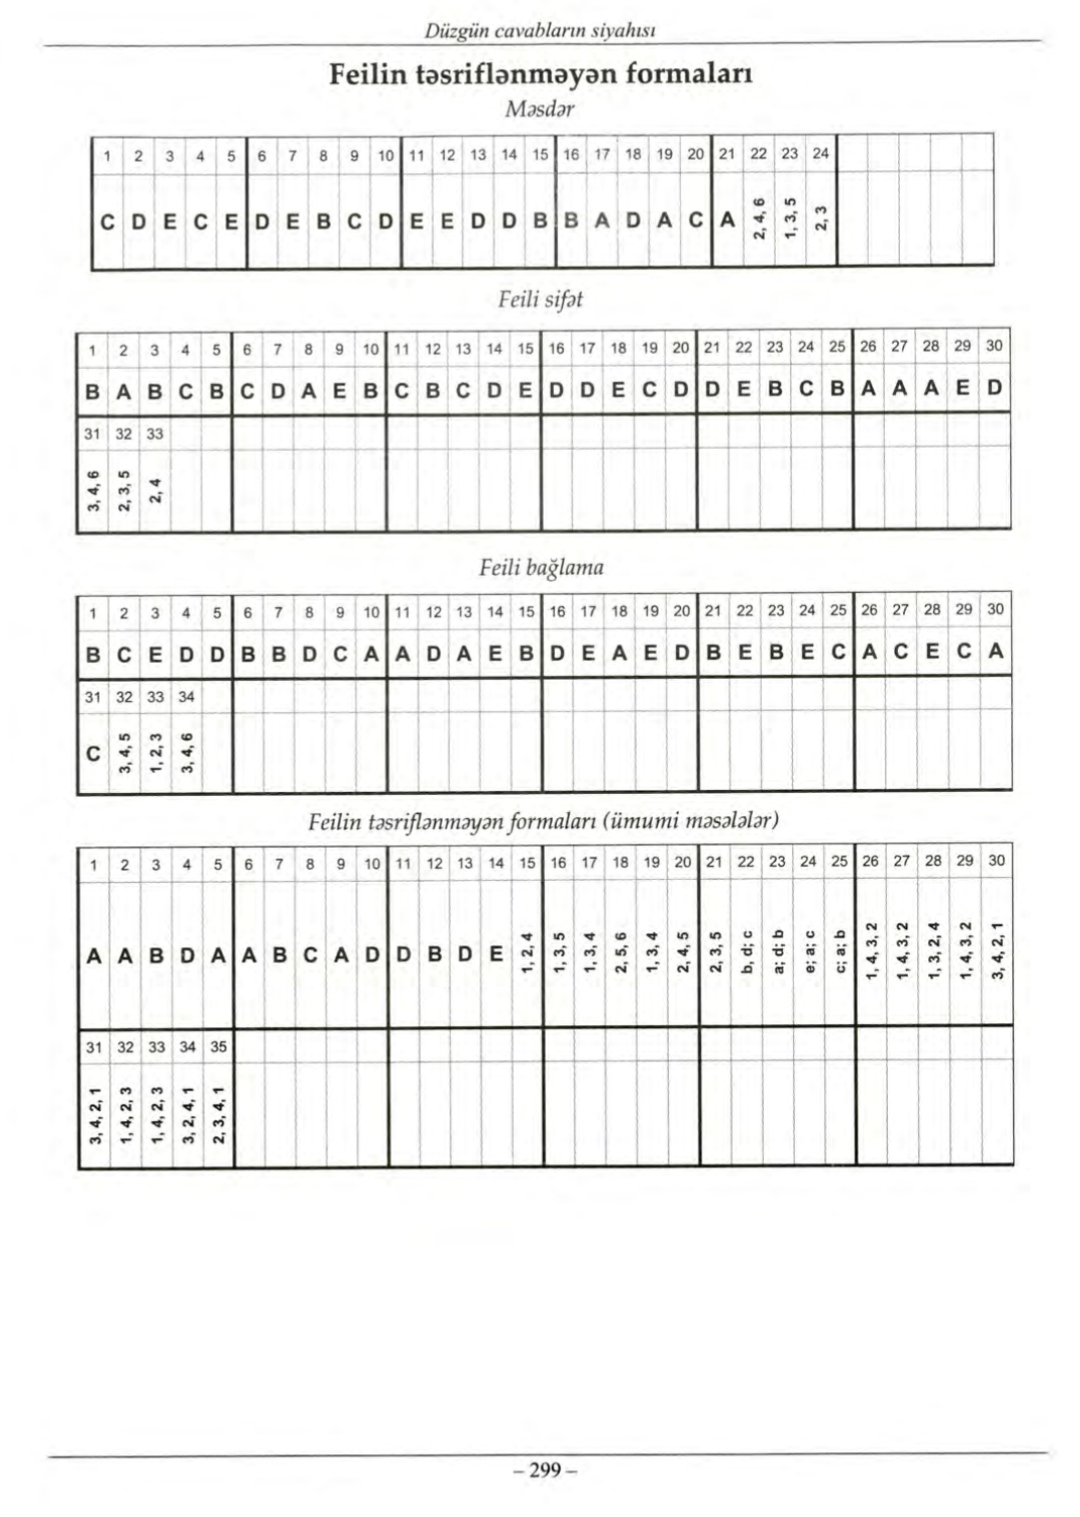 Düzgün cavabların siyahısı
Feilin təsriflənməyən formaları
Məsdər
1 2 3 4 5 6 7 8 9 10 11 12 13 14 15 16 17 18 19 20 21 22 23 24
C D E C E D E B C D E E D D B B A D A C A 2, 4, 6 1, 3, 5 2, 3
Feili sifət
1 2 3 4 5 6 7 8 9 10 11 12 13 14 15 16 17 18 19 20 21 22 23 24 25 26 27 28 29 30
B A B C B C D A E B C B C D E D D E C D D E B C B A A A E D
31 32 33
3, 4, 6 2, 3, 5 2, 4
Feili bağlama
1 2 3 4 5 6 7 8 9 10 11 12 13 14 15 16 17 18 19 20 21 22 23 24 25 26 27 28 29 30
B C E D D B B D C A A D A E B D E A E D B E B E C A C E C A
31 32 33 34
C 3, 4, 5 1, 2, 3 3, 4, 6
Feilin təsriflənməyən formaları (ümumi məsələlər)
1 2 3 4 5 6 7 8 9 10 11 12 13 14 15 16 17 18 19 20 21 22 23 24 25 26 27 28 29 30
A A B D A A B C A D D B D E 1, 2, 4 1, 3, 5 1, 3, 4 2, 5, 6 1, 3, 4 2, 4, 5 2, 3, 5 b, d; c a; d; b e; a; c c; a; b 1, 4, 3, 2 1, 4, 3, 2 1, 3, 2, 4 1, 4, 3, 2 3, 4, 2, 1
31 32 33 34 35
3, 4, 2, 1 1, 4, 2, 3 1, 4, 2, 3 3, 2, 4, 1 2, 3, 4, 1
– 299 –